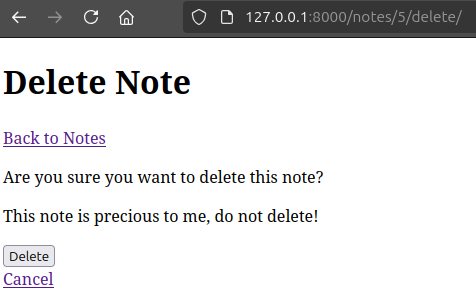 127.0.0.1:8000/notes/5/delete/
Delete Note
Back to Notes
Are you sure you want to delete this note?
This note is precious to me, do not delete!
Delete
Cancel